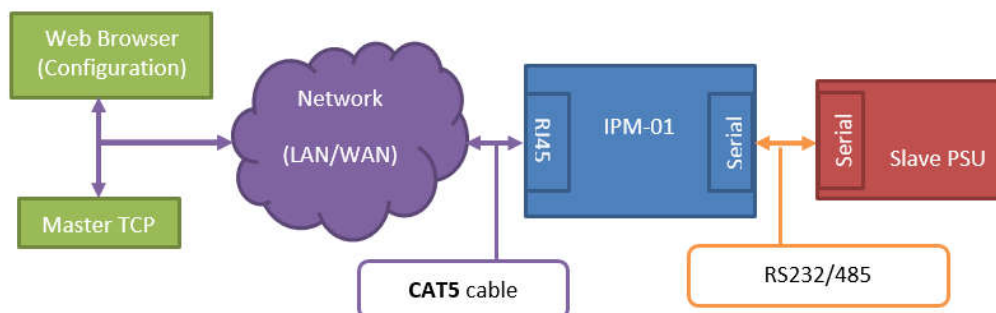 Web Browser
(Configuration)
Master TCP
Network
(LAN/WAN)
RJ45
IPM-01
Serial
Serial
Slave PSU
CAT5 cable
RS232/485